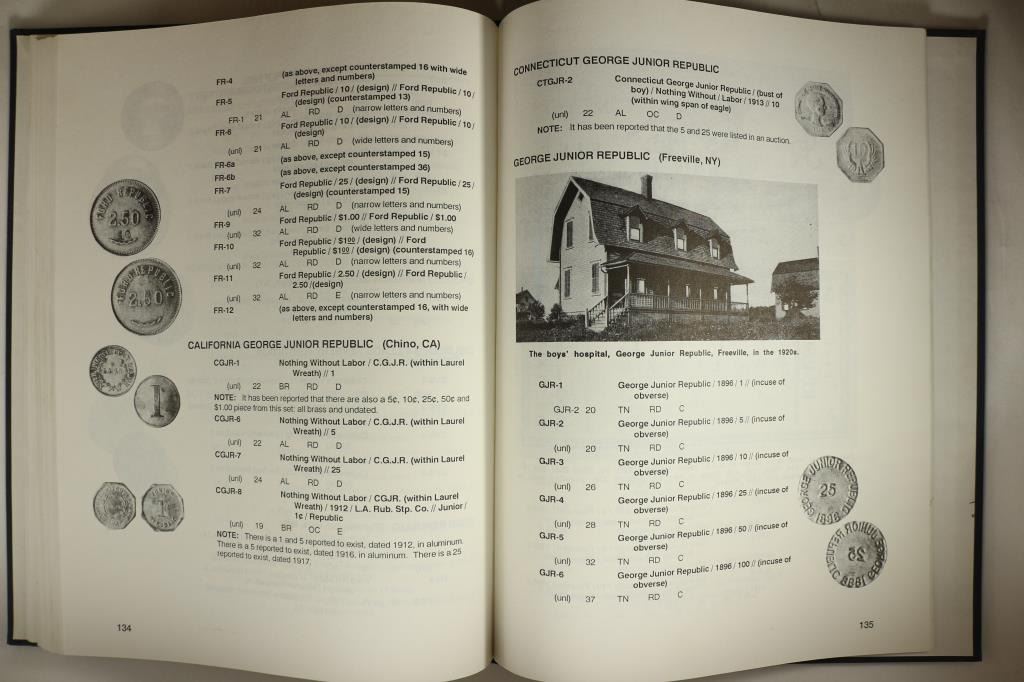 FR-4 (as above, except counterstamped 16 with wide
letters and numbers)
FR-5 Ford Republic / 10 / (design) // Ford Republic / 10 /
(design) (counterstamped 13)
FR-1 21 AL RD D (narrow letters and numbers)
FR-6 Ford Republic / 10 / (design) // Ford Republic / 10 /
(design)
(unl) 21 AL RD D (wide letters and numbers)
FR-6a (as above, except counterstamped 15)
FR-6b (as above, except counterstamped 36)
FR-7 Ford Republic / 25 / (design) // Ford Republic / 25 /
(design) (counterstamped 15)
(unl) 24 AL RD D (narrow letters and numbers)
FR-9 Ford Republic / $1.00 // Ford Republic / $1.00
(unl) 32 AL RD D (wide letters and numbers)
FR-10 Ford Republic / $100 / (design) // Ford
Republic / $100 / (design) (counterstamped 16)
(unl) 32 AL RD D (narrow letters and numbers)
FR-11 Ford Republic / 2.50 / (design) // Ford Republic /
2.50 /(design)
(unl) 32 AL RD E (narrow letters and numbers)
FR-12 (as above, except counterstamped 16, with wide
letters and numbers)
2.50
16
2.50
CALIFORNIA GEORGE JUNIOR REPUBLIC (Chino, CA)
CGJR-1 Nothing Without Labor / C.G.J.R. (within Laurel
Wreath) // 1
(unl) 22 BR RD D
NOTE: It has been reported that there are also a 5¢, 10¢, 25¢, 50¢ and
$1.00 piece from this set: all brass and undated.
CGJR-6 Nothing Without Labor / C.G.J.R. (within Laurel
Wreath) // 5
(unl) 22 AL RD D
CGJR-7 Nothing Without Labor / C.G.J.R. (within Laurel
Wreath) // 25
(unl) 24 AL RD D
CGJR-8 Nothing Without Labor / CGJR. (within Laurel
Wreath) / 1912 / L.A. Rub. Stp. Co. // Junior /
1¢ / Republic
(unl) 19 BR OC E
NOTE: There is a 1 and 5 reported to exist, dated 1912, in aluminum.
There is a 5 reported to exist, dated 1916, in aluminum. There is a 25
reported to exist, dated 1917.
1
134
CONNECTICUT GEORGE JUNIOR REPUBLIC
CTGJR-2 Connecticut George Junior Republic / (bust of
boy) / Nothing Without / Labor / 1913 // 10
(within wing span of eagle)
(unl) 22 AL OC D
NOTE: It has been reported that the 5 and 25 were listed in an auction.
10
GEORGE JUNIOR REPUBLIC (Freeville, NY)
The boys' hospital, George Junior Republic, Freeville, in the 1920s.
GJR-1 George Junior Republic / 1896 / 1 // (incuse of
obverse)
GJR-2 20 TN RD C
GJR-2 George Junior Republic / 1896 / 5 // (incuse of
obverse)
(unl) 20 TN RD C
GJR-3 George Junior Republic / 1896 / 10 // (incuse of
obverse)
(unl) 26 TN RD C
GJR-4 George Junior Republic / 1896 / 25 // (incuse of
obverse)
(unl) 28 TN RD C
GJR-5 George Junior Republic / 1896 / 50 // (incuse of
obverse)
(unl) 32 TN RD C
GJR-6 George Junior Republic / 1896 / 100 // (incuse of
obverse)
(unl) 37 TN RD C
GEORGE JUNIOR REPUBLIC 1896
25
135